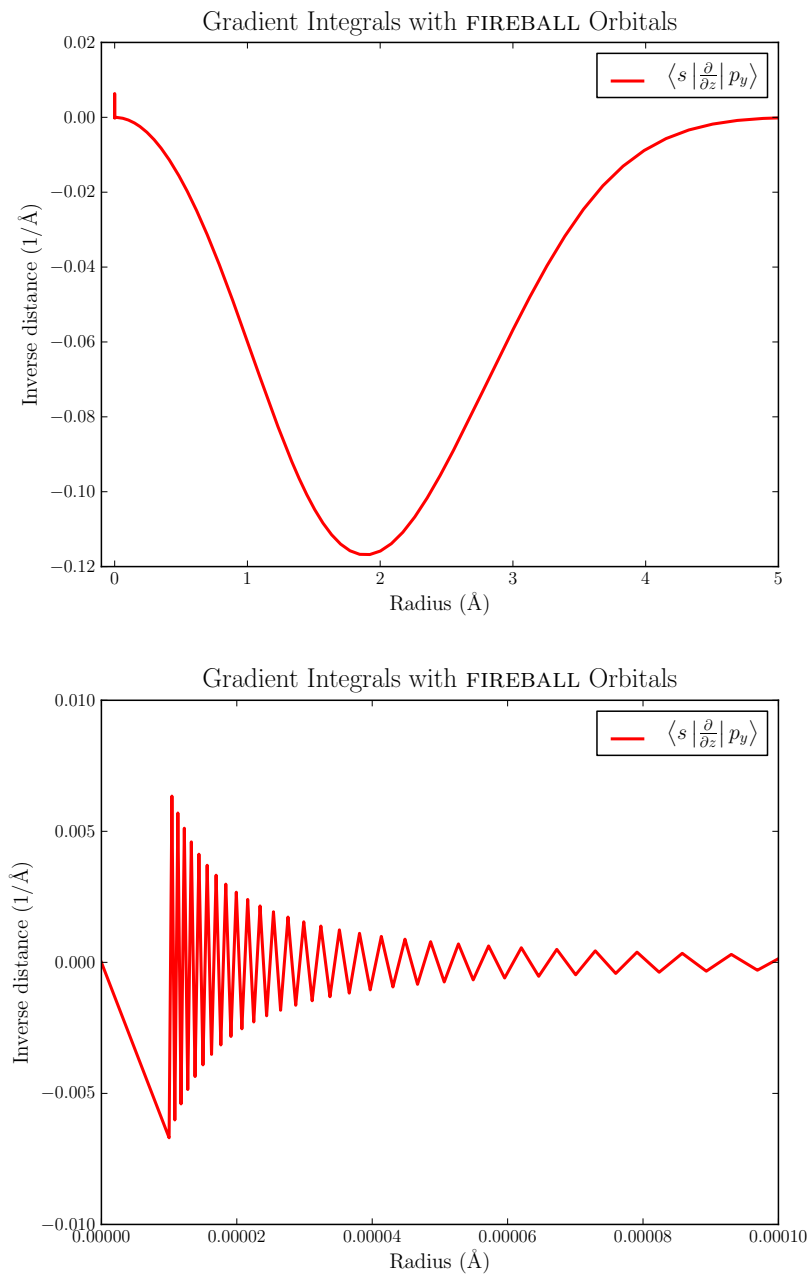 Gradient Integrals with FIREBALL Orbitals
⟨s |∂/∂z| p_y⟩
0.02
0.00
−0.02
−0.04
−0.06
−0.08
−0.10
−0.12
Inverse distance (1/Å)
0 1 2 3 4 5
Radius (Å)
Gradient Integrals with FIREBALL Orbitals
⟨s |∂/∂z| p_y⟩
0.010
0.005
0.000
−0.005
−0.010
Inverse distance (1/Å)
0.00000 0.00002 0.00004 0.00006 0.00008 0.00010
Radius (Å)